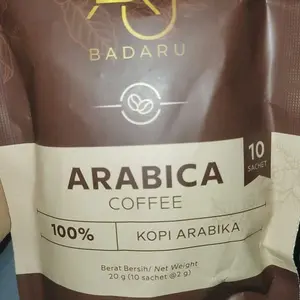 BADARU
10
SACHET
ARABICA
COFFEE
100% KOPI ARABIKA
Berat Bersih/ Net Weight
20 g (10 sachet @2 g)